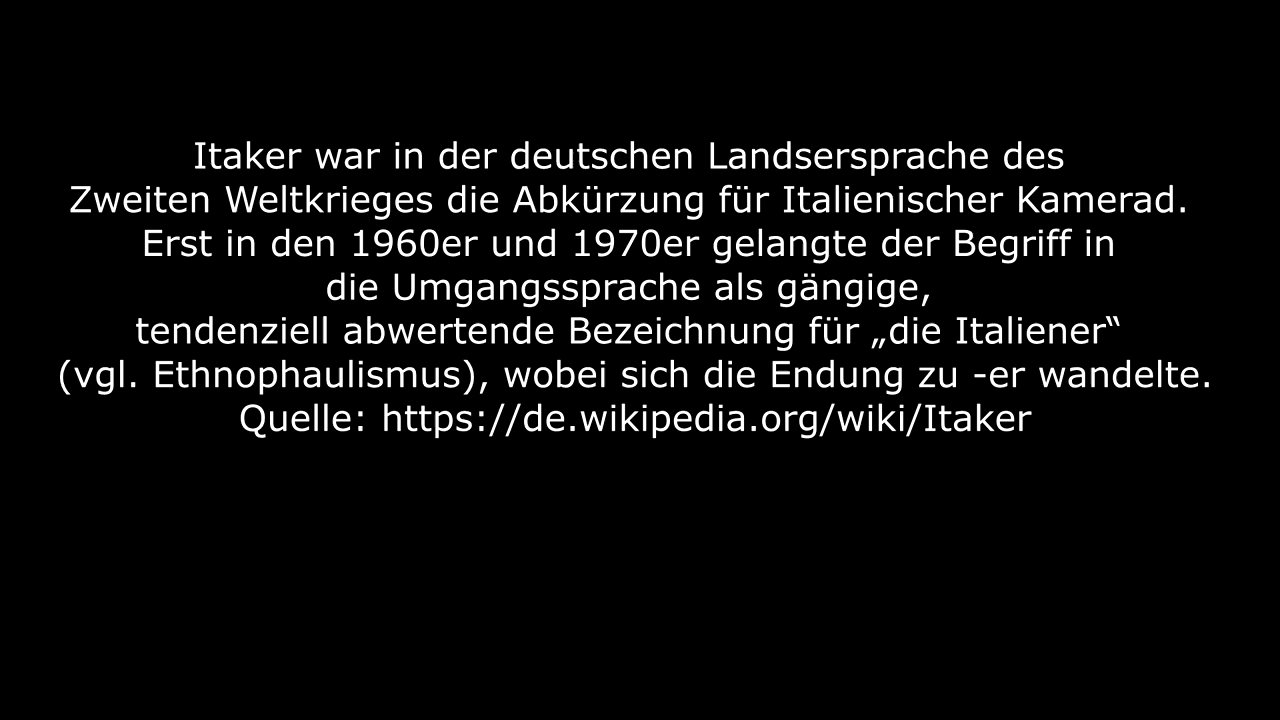 Itaker war in der deutschen Landsersprache des
Zweiten Weltkrieges die Abkürzung für Italienischer Kamerad.
Erst in den 1960er und 1970er gelangte der Begriff in
die Umgangssprache als gängige,
tendenziell abwertende Bezeichnung für „die Italiener“
(vgl. Ethnophaulismus), wobei sich die Endung zu -er wandelte.
Quelle: https://de.wikipedia.org/wiki/Itaker